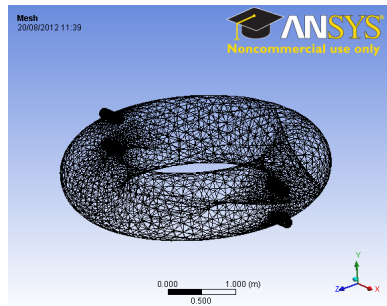 Mesh
20/08/2012 11:39
ANSYS®
Noncommercial use only
0.000 1.000 (m)
0.500
Y
Z X